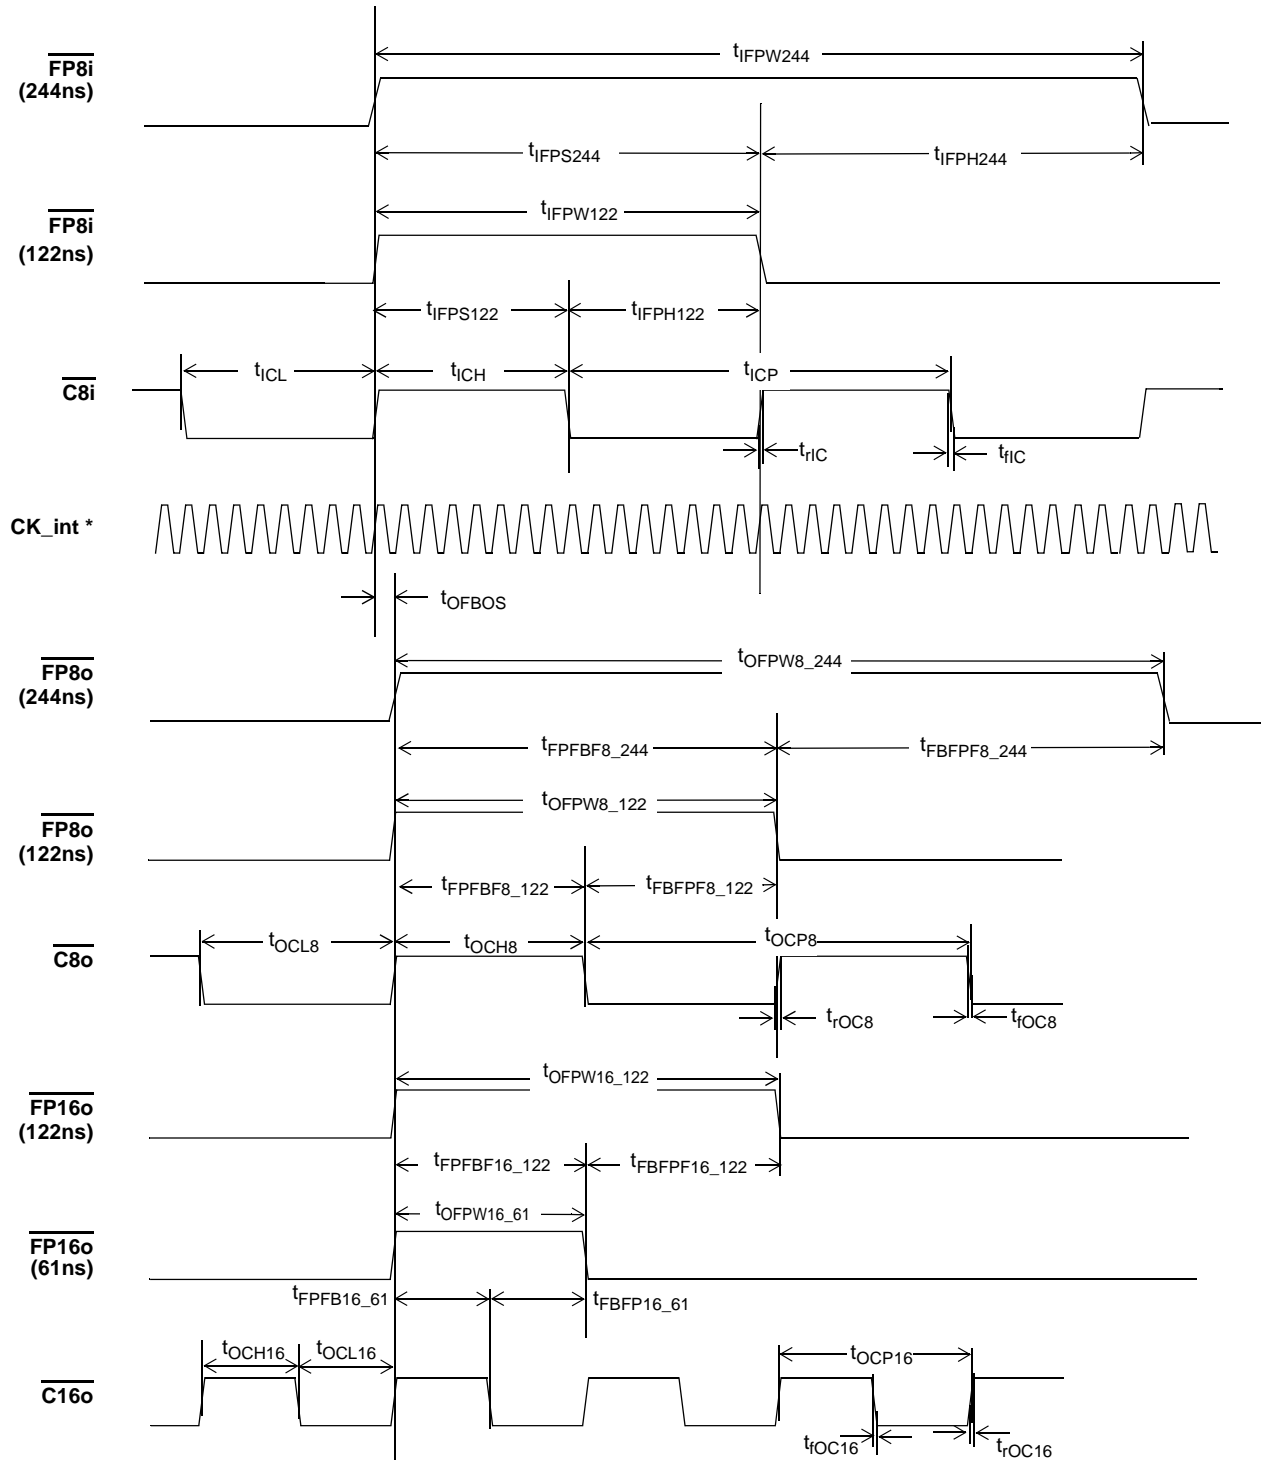 FP8i
(244ns)
tIFPW244
tIFPS244
tIFPH244
FP8i
(122ns)
tIFPW122
tIFPS122
tIFPH122
C8i
tICL
tICH
tICP
trIC
tfIC
CK_int *
tOFBOS
FP8o
(244ns)
tOFPW8_244
tFPFBF8_244
tFBFPF8_244
FP8o
(122ns)
tOFPW8_122
tFPFBF8_122
tFBFPF8_122
C8o
tOCL8
tOCH8
tOCP8
trOC8
tfOC8
FP16o
(122ns)
tOFPW16_122
tFPFBF16_122
tFBFPF16_122
FP16o
(61ns)
tOFPW16_61
tFPFB16_61
tFBFP16_61
C16o
tOCH16
tOCL16
tOCP16
tfOC16
trOC16